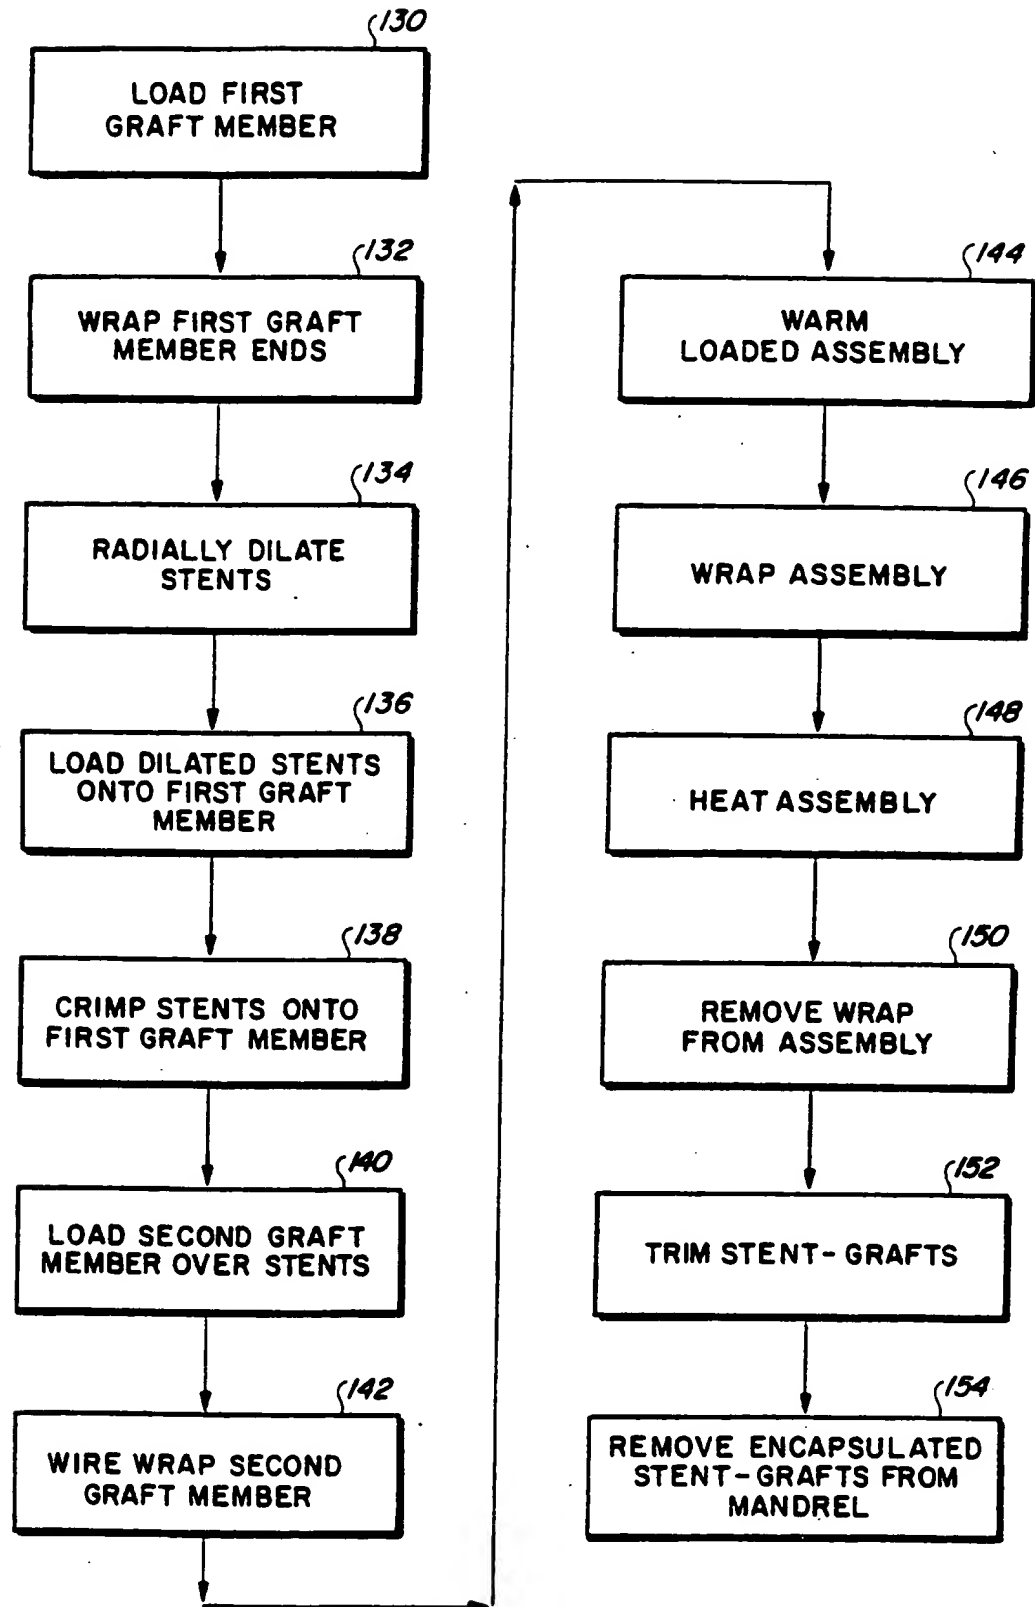 130
LOAD FIRST
GRAFT MEMBER
132
WRAP FIRST GRAFT
MEMBER ENDS
134
RADIALLY DILATE
STENTS
136
LOAD DILATED STENTS
ONTO FIRST GRAFT
MEMBER
138
CRIMP STENTS ONTO
FIRST GRAFT MEMBER
140
LOAD SECOND GRAFT
MEMBER OVER STENTS
142
WIRE WRAP SECOND
GRAFT MEMBER
144
WARM
LOADED ASSEMBLY
146
WRAP ASSEMBLY
148
HEAT ASSEMBLY
150
REMOVE WRAP
FROM ASSEMBLY
152
TRIM STENT-GRAFTS
154
REMOVE ENCAPSULATED
STENT-GRAFTS FROM
MANDREL